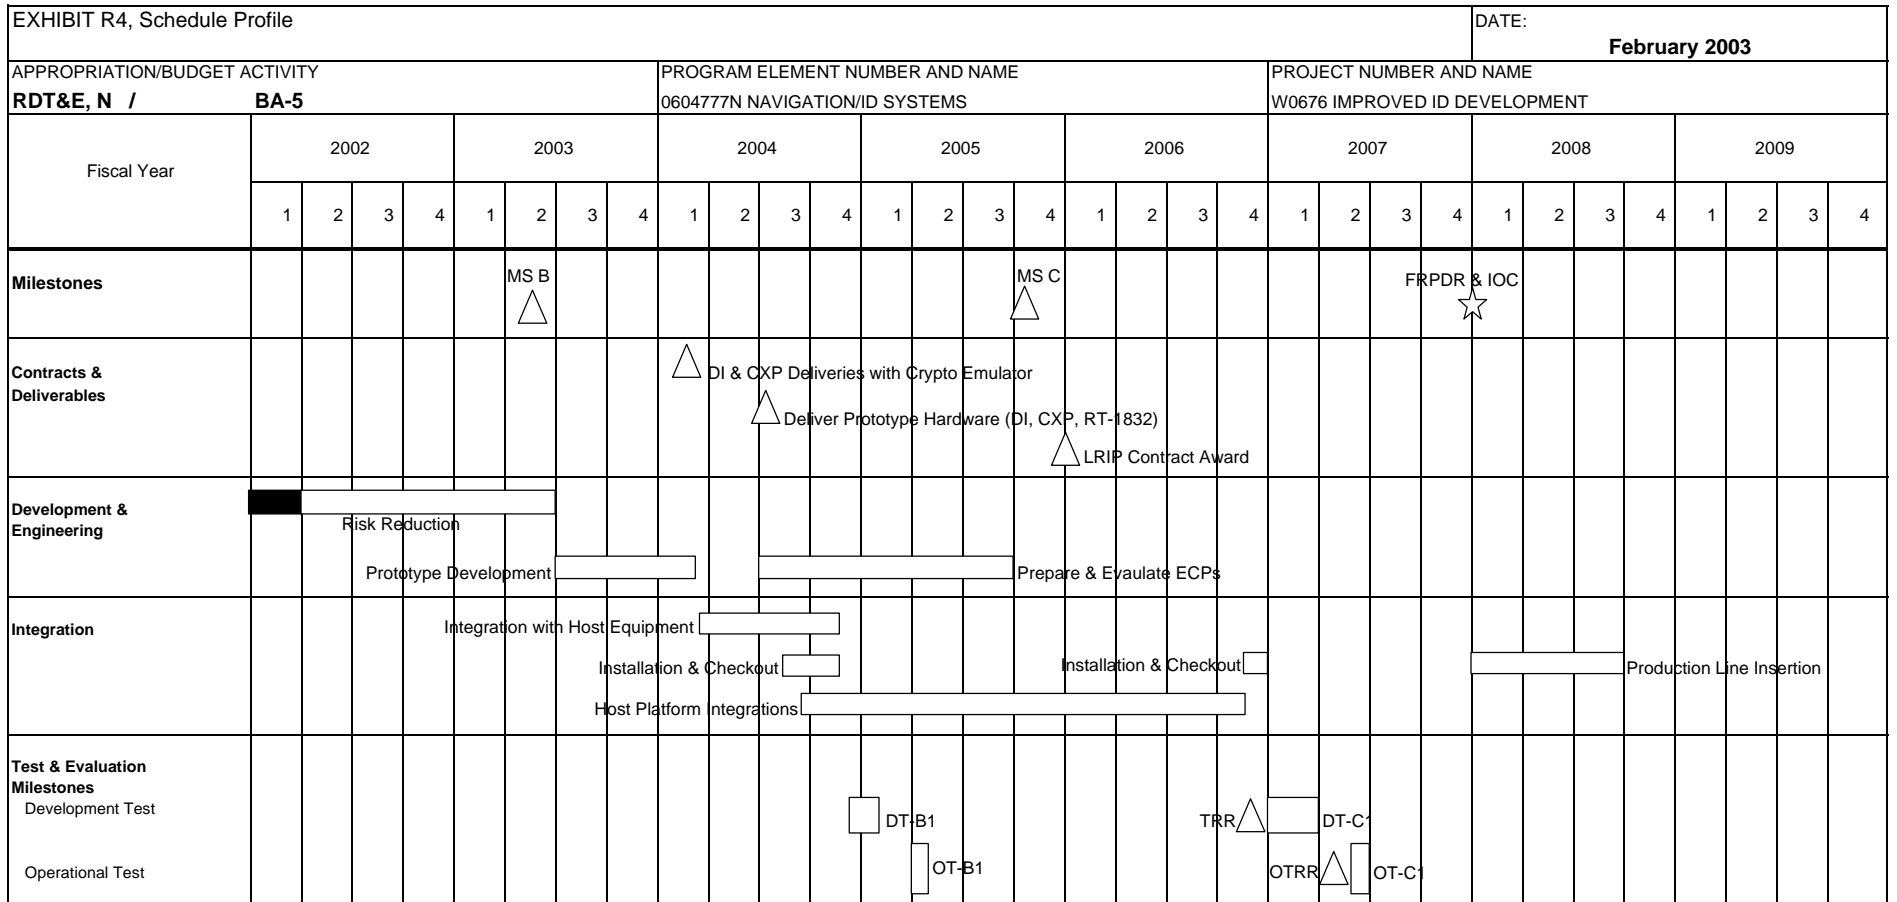 EXHIBIT R4, Schedule Profile
DATE:
February 2003
APPROPRIATION/BUDGET ACTIVITY
PROGRAM ELEMENT NUMBER AND NAME
PROJECT NUMBER AND NAME
RDT&E, N / BA-5
0604777N NAVIGATION/ID SYSTEMS
W0676 IMPROVED ID DEVELOPMENT
Fiscal Year
2002 2003 2004 2005 2006 2007 2008 2009
1 2 3 4 1 2 3 4 1 2 3 4 1 2 3 4 1 2 3 4 1 2 3 4 1 2 3 4 1 2 3 4
Milestones
MS B
MS C
FRPDR & IOC
Contracts &
Deliverables
DI & CXP Deliveries with Crypto Emulator
Deliver Prototype Hardware (DI, CXP, RT-1832)
LRIP Contract Award
Development &
Engineering
Risk Reduction
Prototype Development
Prepare & Evaulate ECPs
Integration
Integration with Host Equipment
Installation & Checkout
Installation & Checkout
Production Line Insertion
Host Platform Integrations
Test & Evaluation
Milestones
Development Test
DT-B1
TRR
DT-C1
Operational Test
OT-B1
OTRR
OT-C1